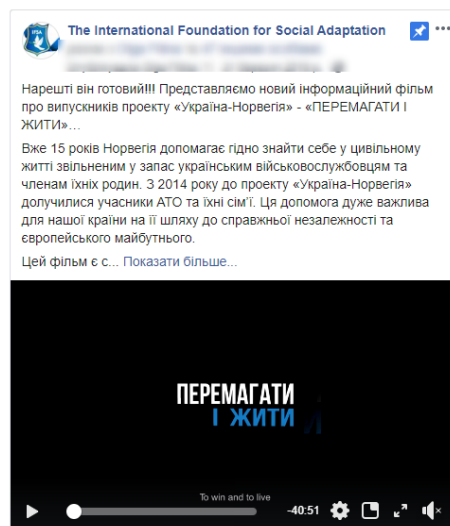 The International Foundation for Social Adaptation
Нарешті він готовий!!! Представляємо новий інформаційний фільм
про випускників проекту «Україна-Норвегія» - «ПЕРЕМАГАТИ І
ЖИТИ»...
Вже 15 років Норвегія допомагає гідно знайти себе у цивільному
житті звільненим у запас українським військовослужбовцям та
членам їхніх родин. З 2014 року до проекту «Україна-Норвегія»
долучилися учасники АТО та їхні сім'ї. Ця допомога дуже важлива
для нашої країни на її шляху до справжньої незалежності та
європейського майбутнього.
Цей фільм є с... Показати більше...
ПЕРЕМАГАТИ
І ЖИТИ
To win and to live
-40:51